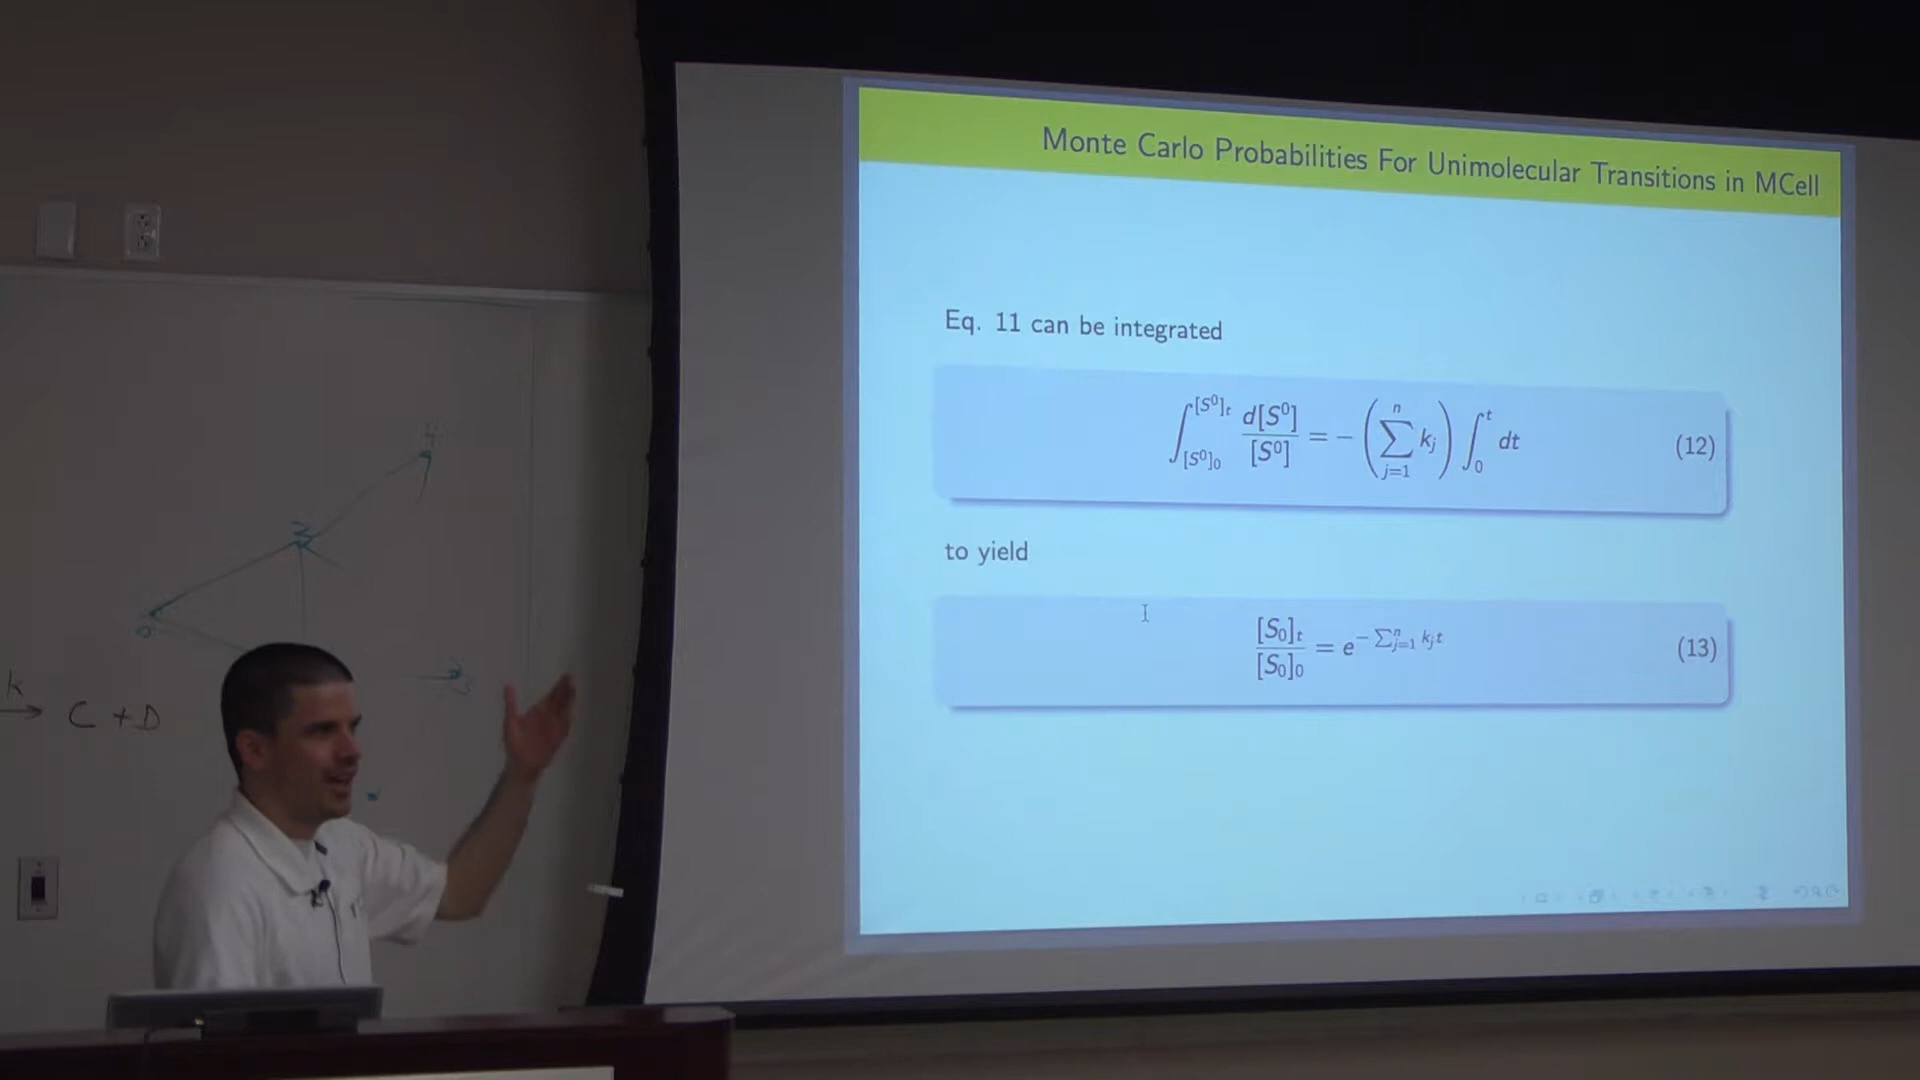 Monte Carlo Probabilities For Unimolecular Transitions in MCell
Eq. 11 can be integrated
∫_{[S⁰]₀}^{[S⁰]ₜ} d[S⁰]/[S⁰] = −(∑_{j=1}^{n} kⱼ) ∫₀ᵗ dt (12)
to yield
[S₀]ₜ/[S₀]₀ = e^{−∑_{j=1}^{n} kⱼt} (13)
k
→ C + D